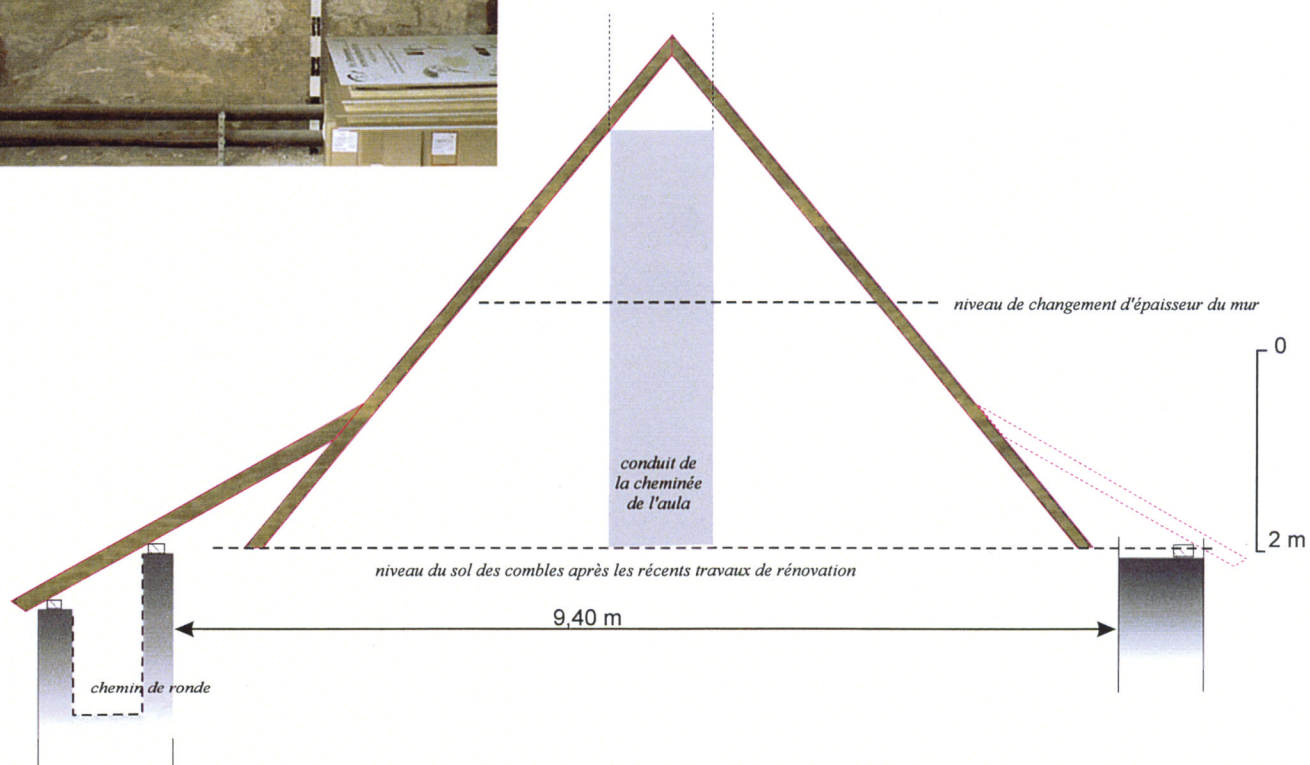 niveau de changement d'épaisseur du mur
0
conduit de
la cheminée
de l'aula
2 m
niveau du sol des combles après les récents travaux de rénovation
9,40 m
chemin de ronde